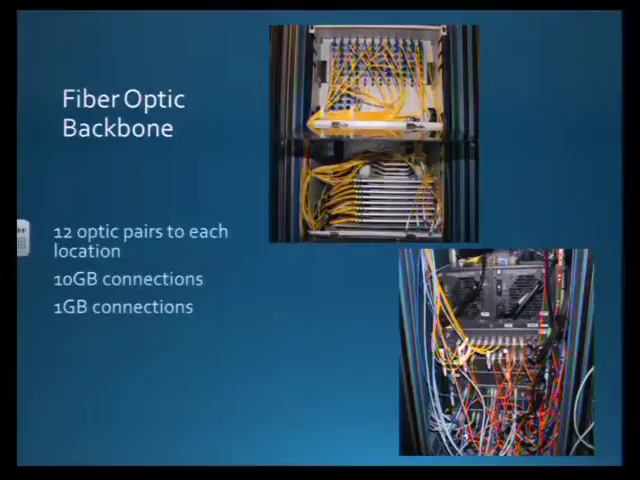 Fiber Optic
Backbone
12 optic pairs to each
location
10GB connections
1GB connections